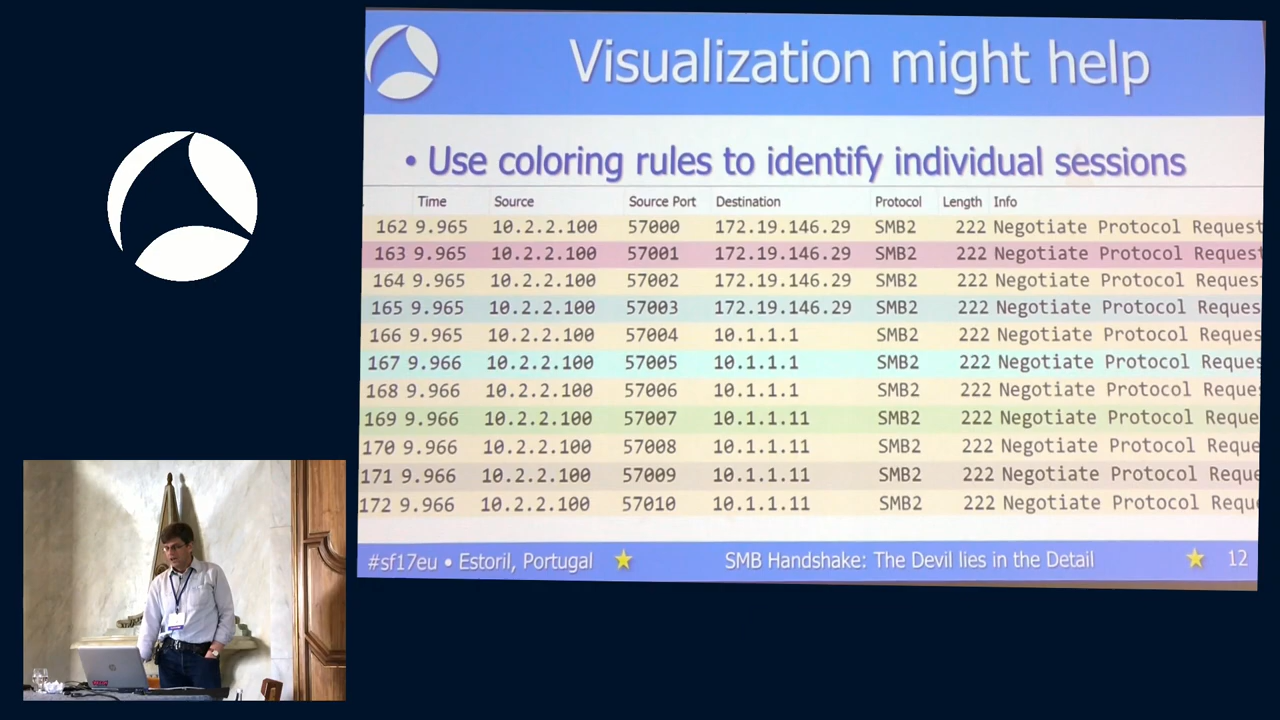 Visualization might help
• Use coloring rules to identify individual sessions
Time Source Source Port Destination Protocol Length Info
162 9.965 10.2.2.100 57000 172.19.146.29 SMB2 222 Negotiate Protocol Request
163 9.965 10.2.2.100 57001 172.19.146.29 SMB2 222 Negotiate Protocol Request
164 9.965 10.2.2.100 57002 172.19.146.29 SMB2 222 Negotiate Protocol Reques
165 9.965 10.2.2.100 57003 172.19.146.29 SMB2 222 Negotiate Protocol Reques
166 9.965 10.2.2.100 57004 10.1.1.1 SMB2 222 Negotiate Protocol Reques
167 9.966 10.2.2.100 57005 10.1.1.1 SMB2 222 Negotiate Protocol Reques
168 9.966 10.2.2.100 57006 10.1.1.1 SMB2 222 Negotiate Protocol Reques
169 9.966 10.2.2.100 57007 10.1.1.11 SMB2 222 Negotiate Protocol Reque
170 9.966 10.2.2.100 57008 10.1.1.11 SMB2 222 Negotiate Protocol Reque
171 9.966 10.2.2.100 57009 10.1.1.11 SMB2 222 Negotiate Protocol Reque
172 9.966 10.2.2.100 57010 10.1.1.11 SMB2 222 Negotiate Protocol Requ
#sf17eu • Estoril, Portugal SMB Handshake: The Devil lies in the Detail 12